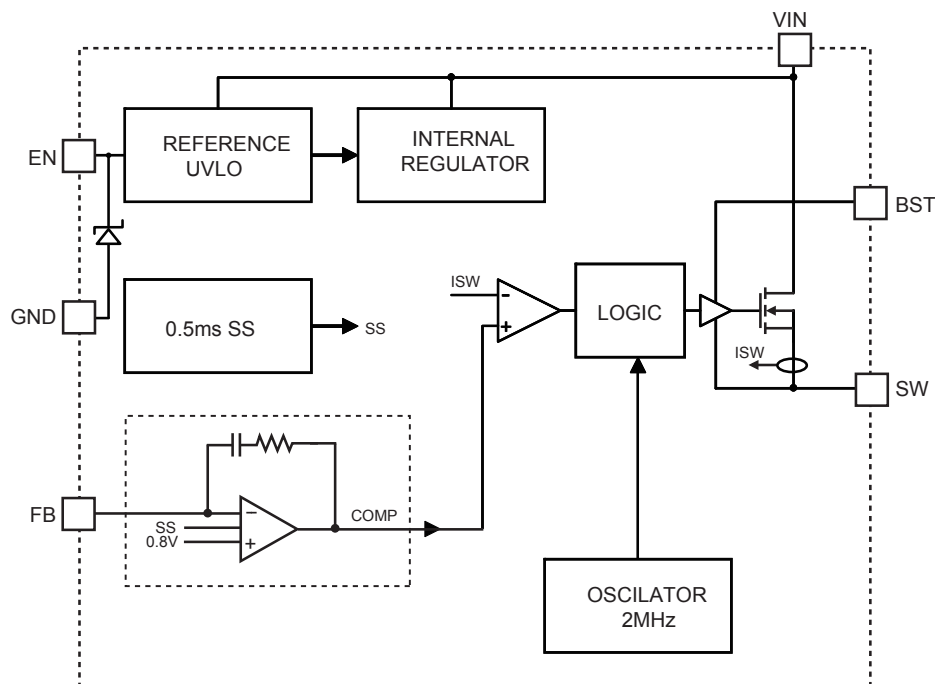 VIN
REFERENCE
UVLO
INTERNAL
REGULATOR
EN
BST
GND
0.5ms SS
SS
ISW
-
+
LOGIC
ISW
SW
FB
-
SS
0.8V
+
COMP
OSCILATOR
2MHz